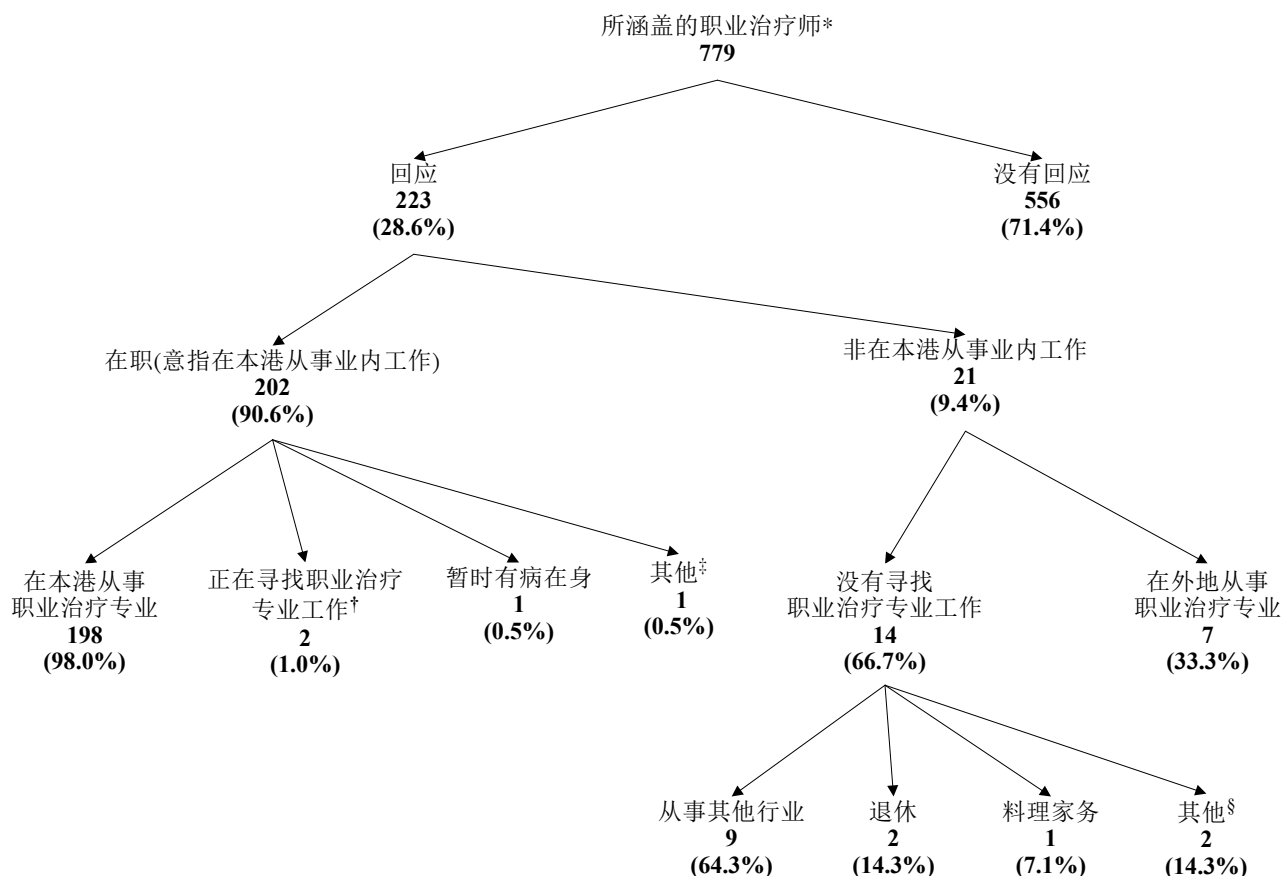 所涵盖的职业治疗师*
779
回应
223
(28.6%)
没有回应
556
(71.4%)
在职(意指在本港从事业内工作)
202
(90.6%)
非在本港从事业内工作
21
(9.4%)
在本港从事
职业治疗专业
198
(98.0%)
正在寻找职业治疗
专业工作†
2
(1.0%)
暂时有病在身
1
(0.5%)
其他‡
1
(0.5%)
没有寻找
职业治疗专业工作
14
(66.7%)
在外地从事
职业治疗专业
7
(33.3%)
从事其他行业
9
(64.3%)
退休
2
(14.3%)
料理家务
1
(7.1%)
其他§
2
(14.3%)